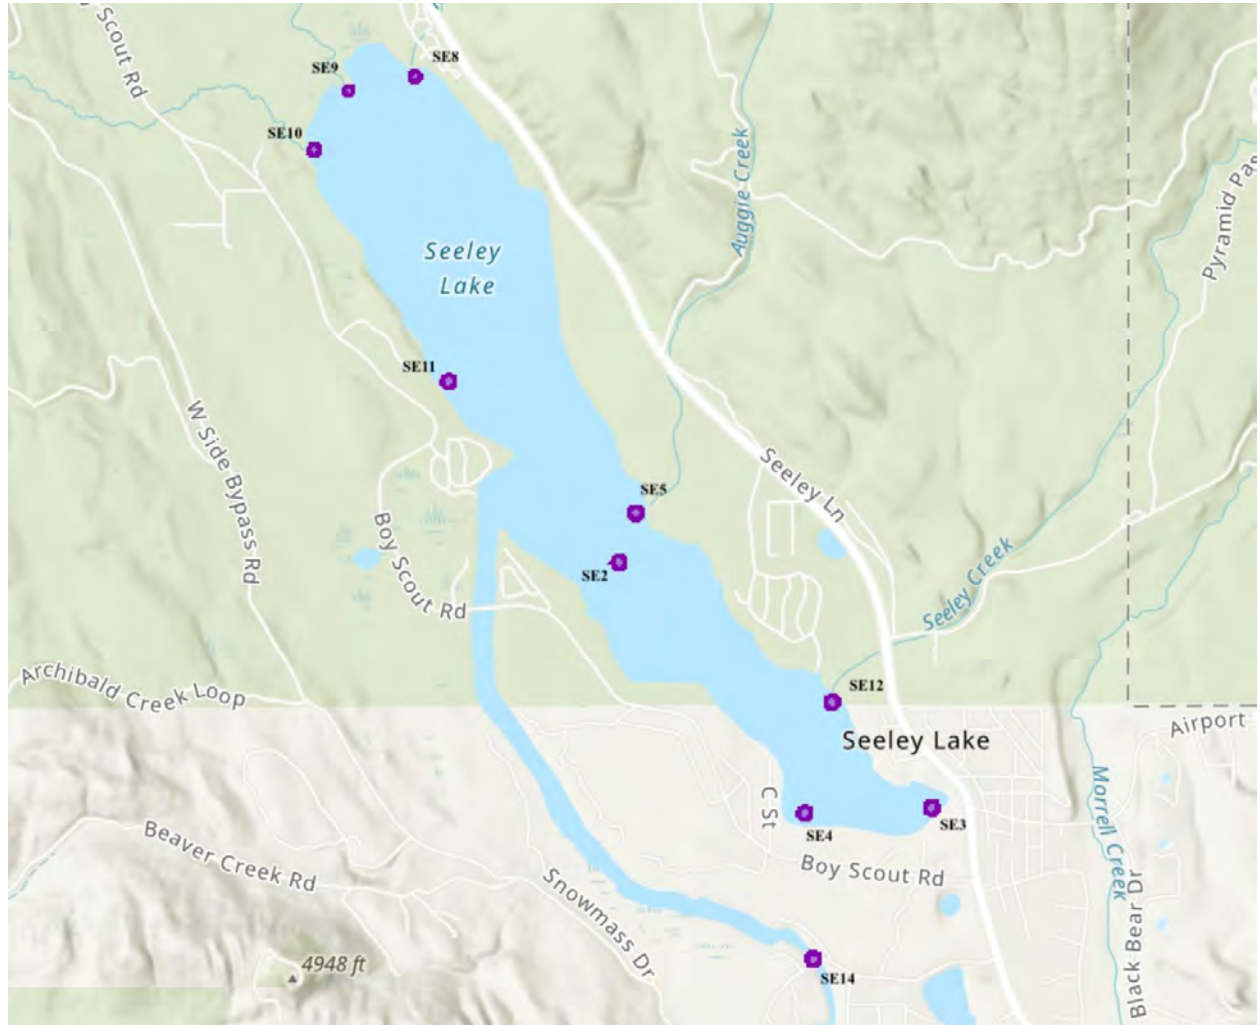 Scout Rd
SE9
SE8
SE10
Auggie Creek
Pyramid Pas
Seeley
Lake
SE11
W Side Bypass Rd
Seeley Ln
SE5
Boy Scout Rd
SE2
Seeley Creek
Archibald Creek Loop
SE12
Airport
Seeley Lake
C St
Morrell Creek
SE4
SE3
Beaver Creek Rd
Boy Scout Rd
Snowmass Dr
Black Bear Dr
4948 ft
SE14